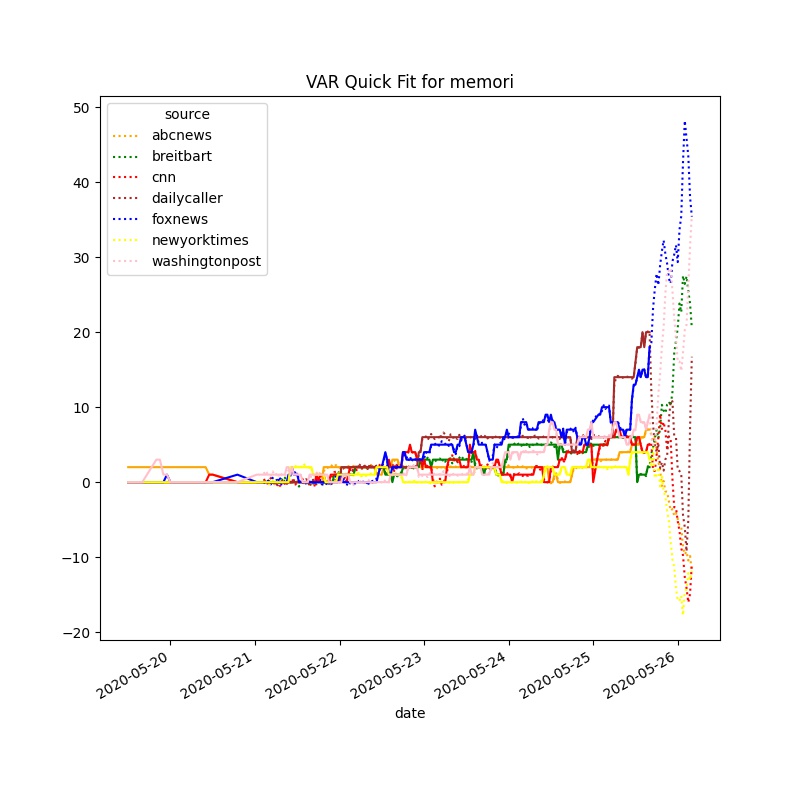 VAR Quick Fit for memori
source
abcnews
breitbart
cnn
dailycaller
foxnews
newyorktimes
washingtonpost
50
40
30
20
10
0
−10
−20
2020-05-20
2020-05-21
2020-05-22
2020-05-23
2020-05-24
2020-05-25
2020-05-26
date